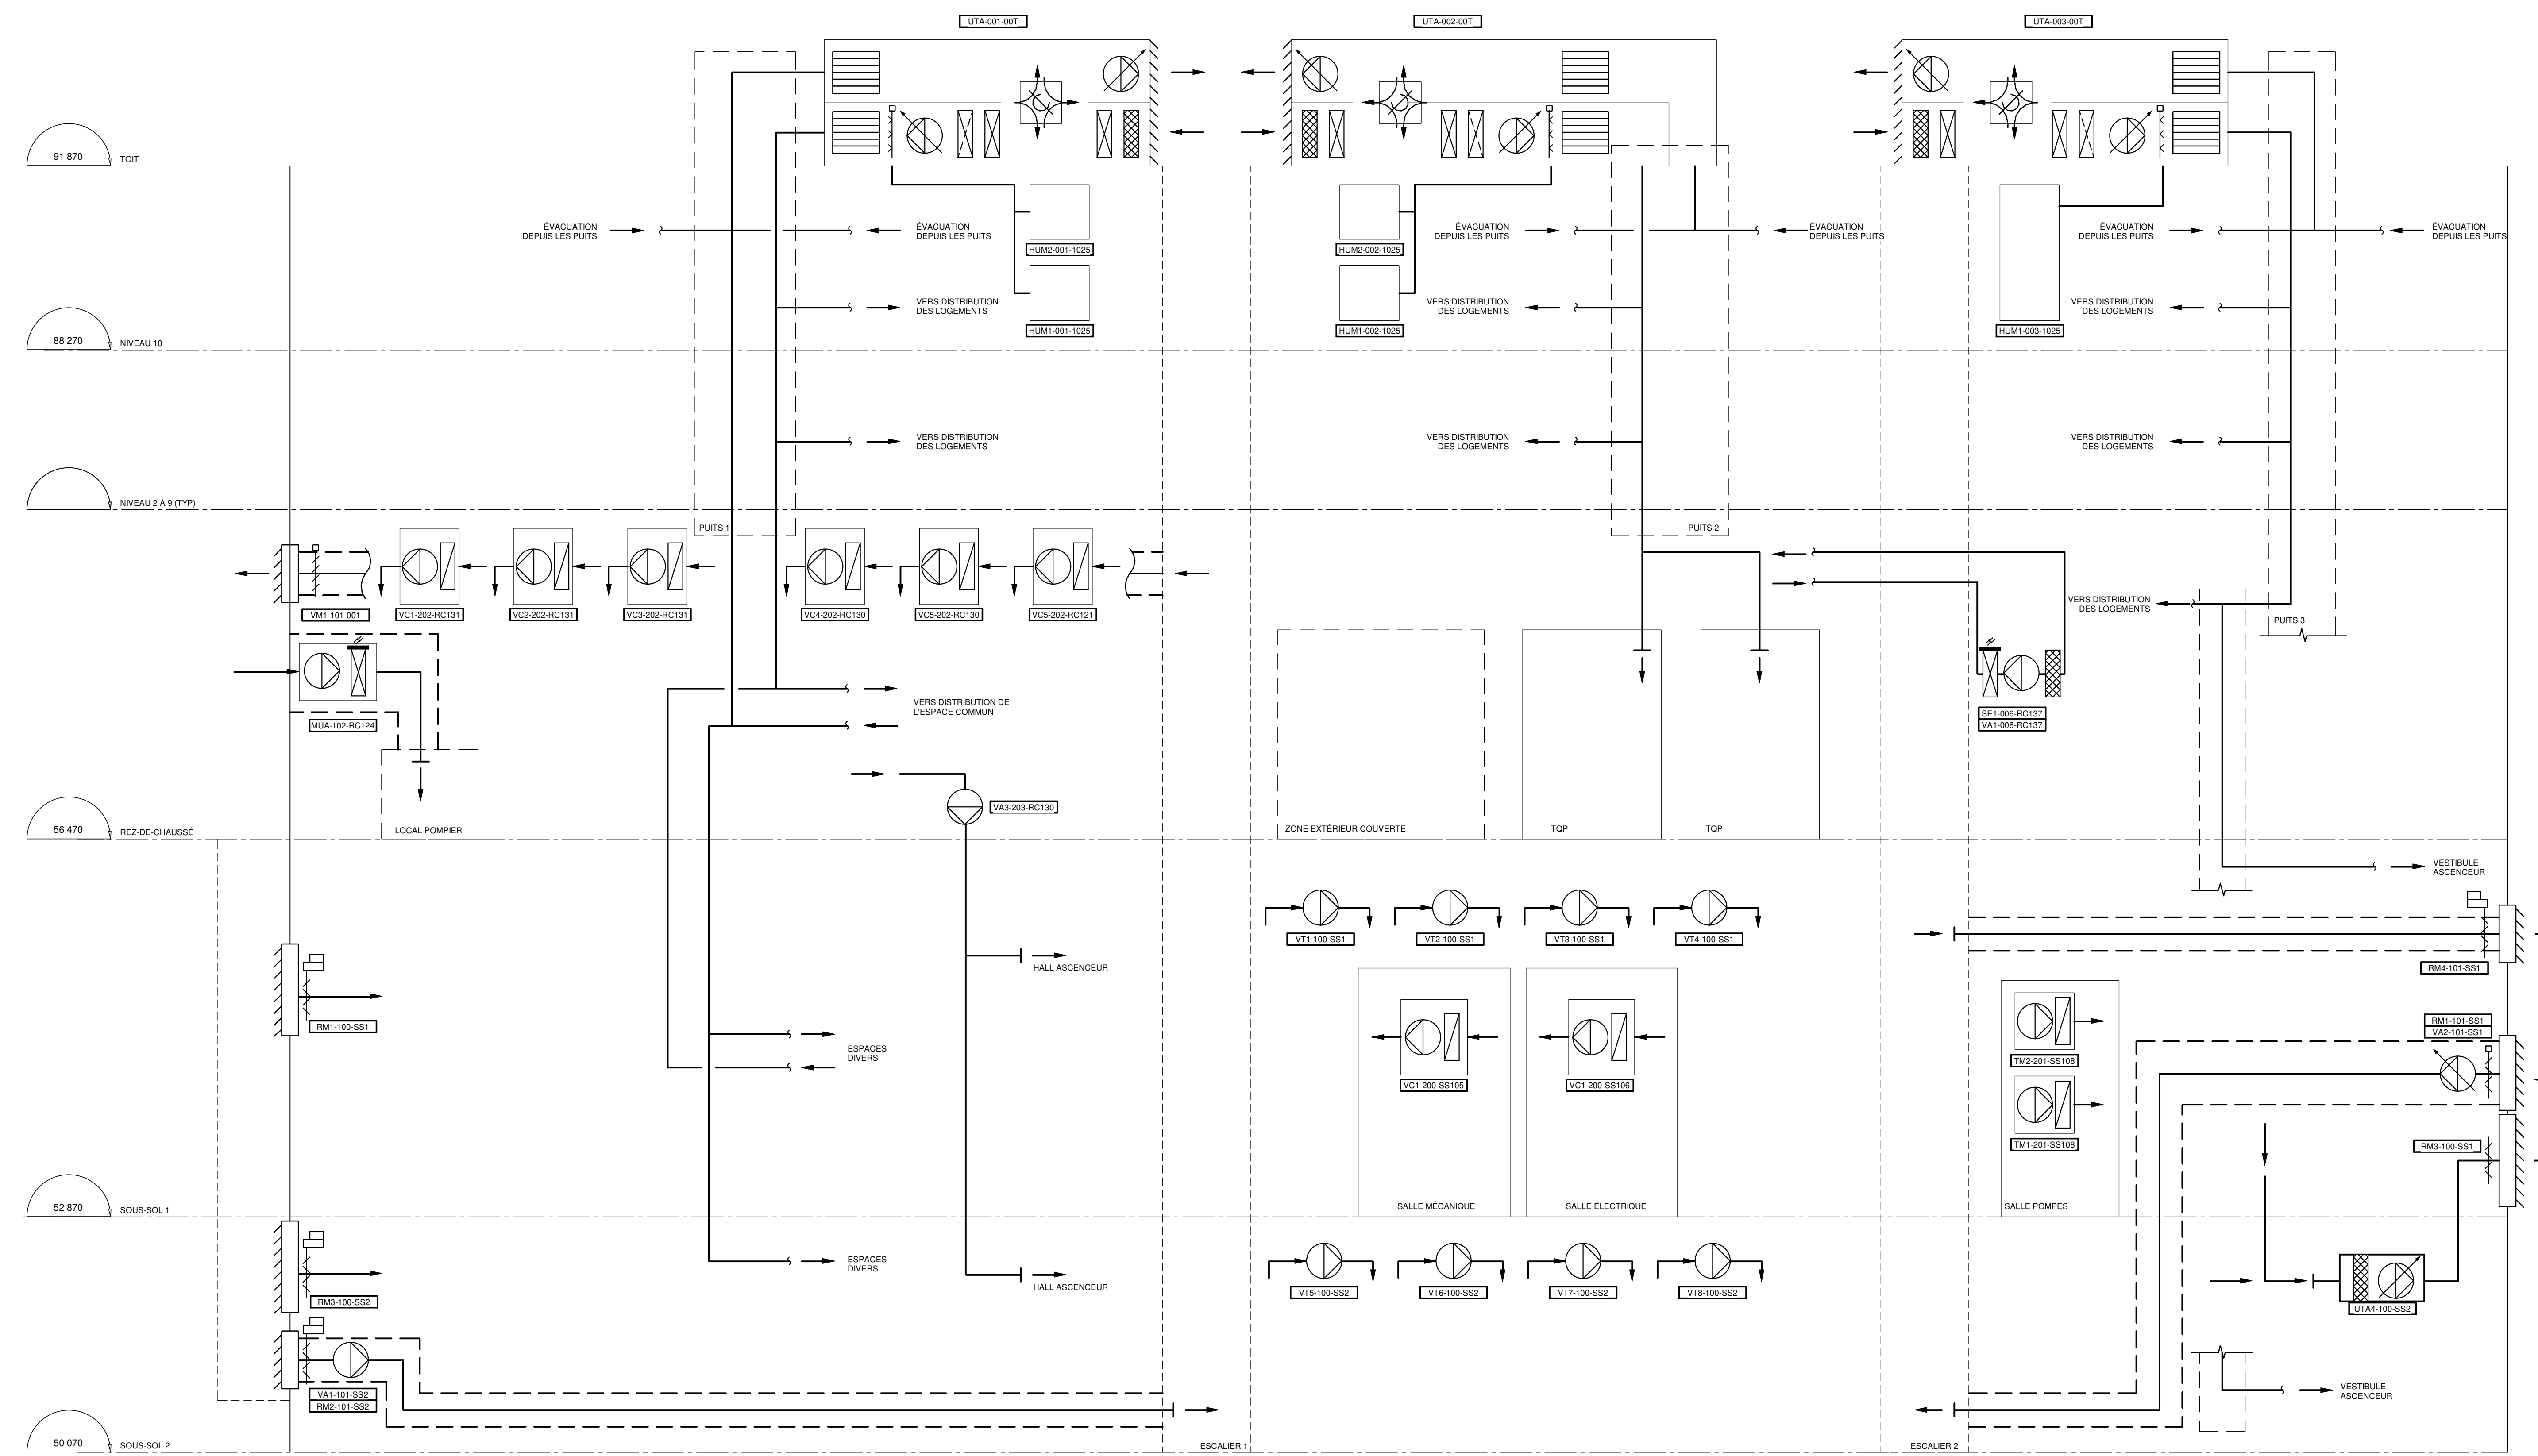 UTA-001-00T
UTA-002-00T
UTA-003-00T
91 870
TOIT
ÉVACUATION
DEPUIS LES PUITS
ÉVACUATION
DEPUIS LES PUITS
HUM2-001-1025
HUM2-002-1025
ÉVACUATION
DEPUIS LES PUITS
ÉVACUATION
DEPUIS LES PUITS
ÉVACUATION
DEPUIS LES PUITS
ÉVACUATION
DEPUIS LES PUITS
VERS DISTRIBUTION
DES LOGEMENTS
HUM1-001-1025
HUM1-002-1025
VERS DISTRIBUTION
DES LOGEMENTS
HUM1-003-1025
VERS DISTRIBUTION
DES LOGEMENTS
88 270
NIVEAU 10
VERS DISTRIBUTION
DES LOGEMENTS
VERS DISTRIBUTION
DES LOGEMENTS
VERS DISTRIBUTION
DES LOGEMENTS
-
NIVEAU 2 À 9 (TYP)
PUITS 1
PUITS 2
VM1-101-001
VC1-202-RC131
VC2-202-RC131
VC3-202-RC131
VC4-202-RC130
VC5-202-RC130
VC5-202-RC121
VERS DISTRIBUTION
DES LOGEMENTS
PUITS 3
MUA-102-RC124
VERS DISTRIBUTION DE
L'ESPACE COMMUN
SE1-006-RC137
VA1-006-RC137
VA3-203-RC130
56 470
REZ-DE-CHAUSSÉ
LOCAL POMPIER
ZONE EXTÉRIEUR COUVERTE
TQP
TQP
VESTIBULE
ASCENCEUR
VT1-100-SS1
VT2-100-SS1
VT3-100-SS1
VT4-100-SS1
HALL ASCENCEUR
RM4-101-SS1
RM1-100-SS1
RM1-101-SS1
VA2-101-SS1
ESPACES
DIVERS
VC1-200-SS105
VC1-200-SS106
TM2-201-SS108
TM1-201-SS108
RM3-100-SS1
52 870
SOUS-SOL 1
SALLE MÉCANIQUE
SALLE ÉLECTRIQUE
SALLE POMPES
ESPACES
DIVERS
HALL ASCENCEUR
RM3-100-SS2
VT5-100-SS2
VT6-100-SS2
VT7-100-SS2
VT8-100-SS2
UTA4-100-SS2
VA1-101-SS2
RM2-101-SS2
VESTIBULE
ASCENCEUR
50 070
SOUS-SOL 2
ESCALIER 1
ESCALIER 2